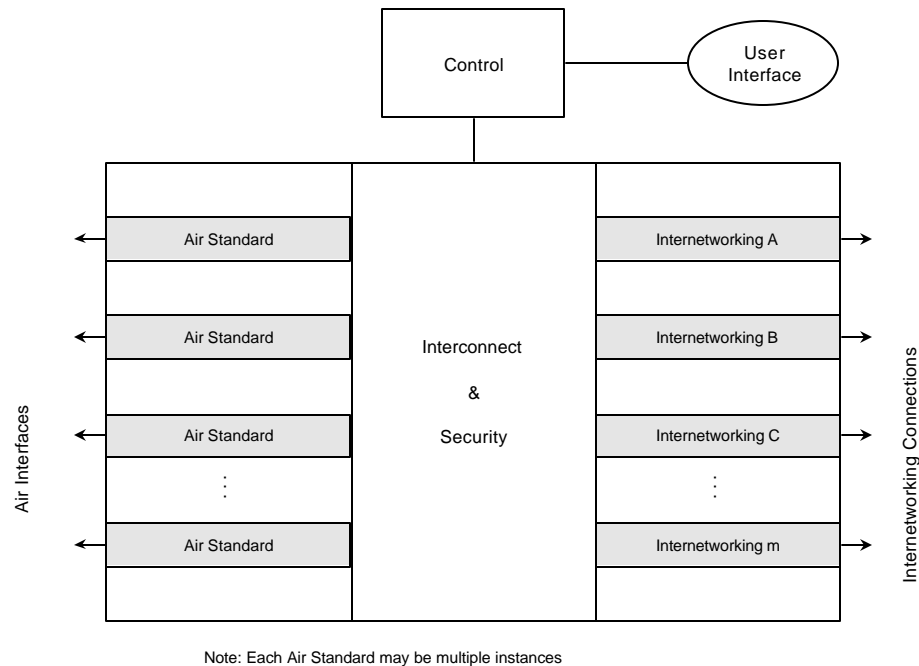 Control
User
Interface
Air Standard
Internetworking A
Air Standard
Internetworking B
Interconnect
&
Security
Air Standard
Internetworking C
Air Standard
Internetworking m
Air Interfaces
Internetworking Connections
Note: Each Air Standard may be multiple instances